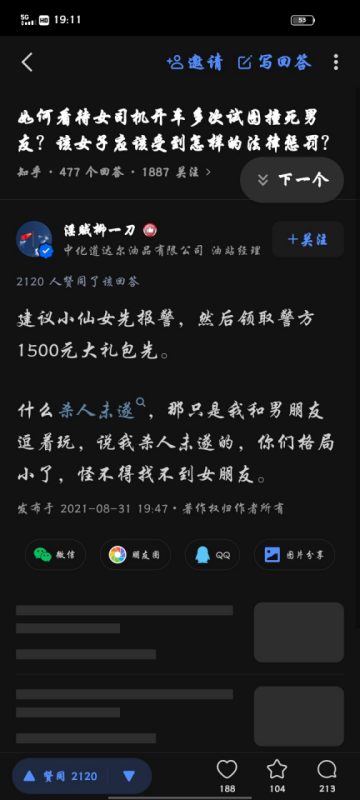 5G HD 19:11 53
邀请 写回答
如何看待女司机开车多次试图撞死男
友？该女子应该受到怎样的法律惩罚？
知乎 · 477 个回答 · 1887 关注 >
下一个
湿贼柳一刀
中化道达尔油品有限公司 油站经理
+关注
2120 人赞同了该回答
建议小仙女先报警，然后领取警方
1500元大礼包先。
什么杀人未遂，那只是我和男朋友
逗着玩，说我杀人未遂的，你们格局
小了，怪不得找不到女朋友。
发布于 2021-08-31 19:47 · 著作权归作者所有
微信 朋友圈 QQ 图片分享
赞同 2120
188 104 213